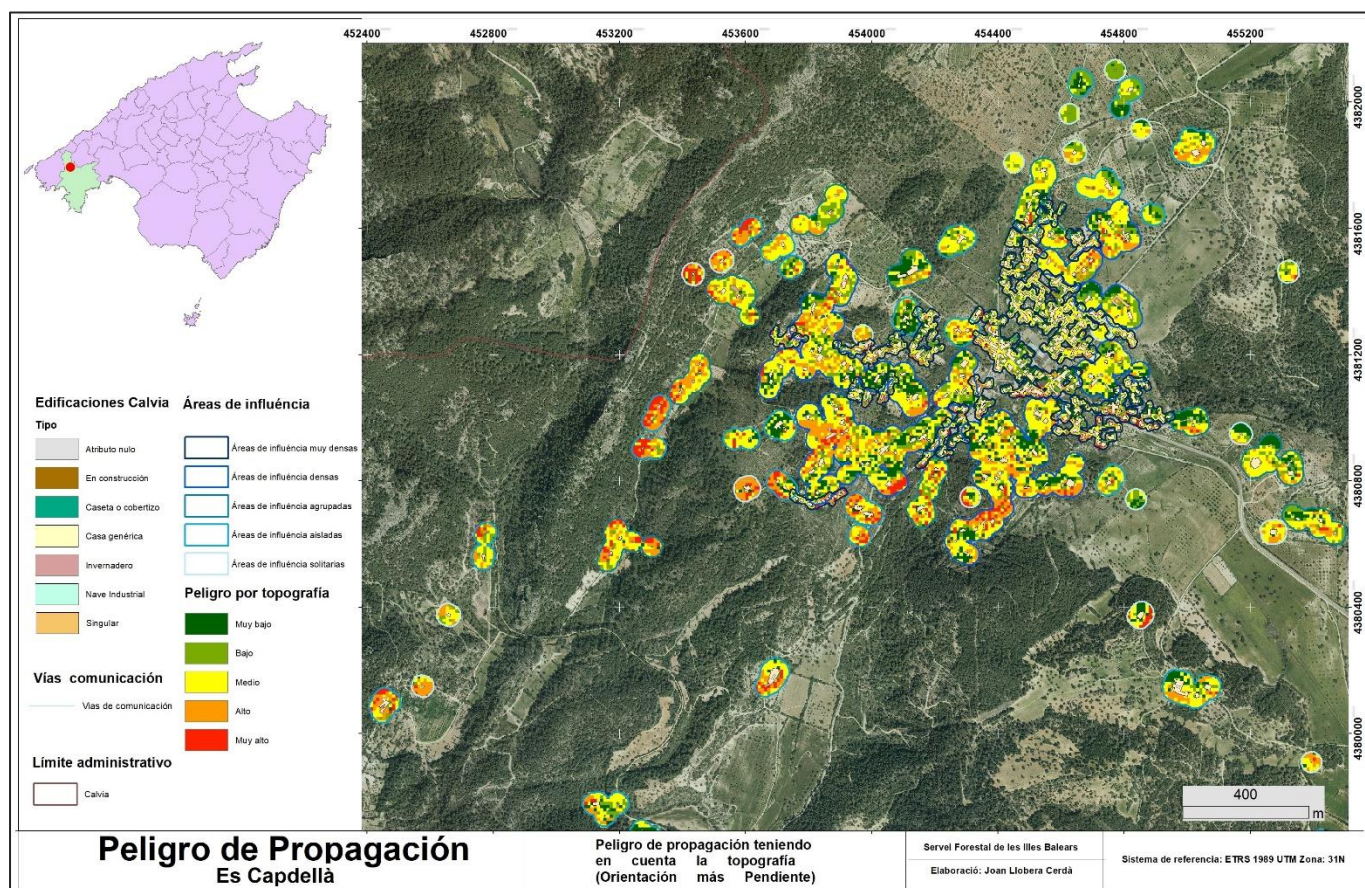 452400
452800
453200
453600
454000
454400
454800
455200
4382000
4381600
4381200
4380800
4380400
4380000
Edificaciones Calvia
Tipo
Atributo nulo
En construcción
Caseta o cobertizo
Casa genérica
Invernadero
Nave Industrial
Singular
Vías comunicación
Vias de comunicación
Límite administrativo
Calvia
Áreas de influéncia
Áreas de influéncia muy densas
Áreas de influéncia densas
Áreas de influéncia agrupadas
Áreas de influéncia aisladas
Áreas de influéncia solitarias
Peligro por topografía
Muy bajo
Bajo
Medio
Alto
Muy alto
400
m
Peligro de Propagación
Es Capdellà
Peligro de propagación teniendo
en cuenta la topografía
(Orientación más Pendiente)
Servei Forestal de les Illes Balears
Elaboració: Joan Llobera Cerdà
Sistema de referencia: ETRS 1989 UTM Zona: 31N